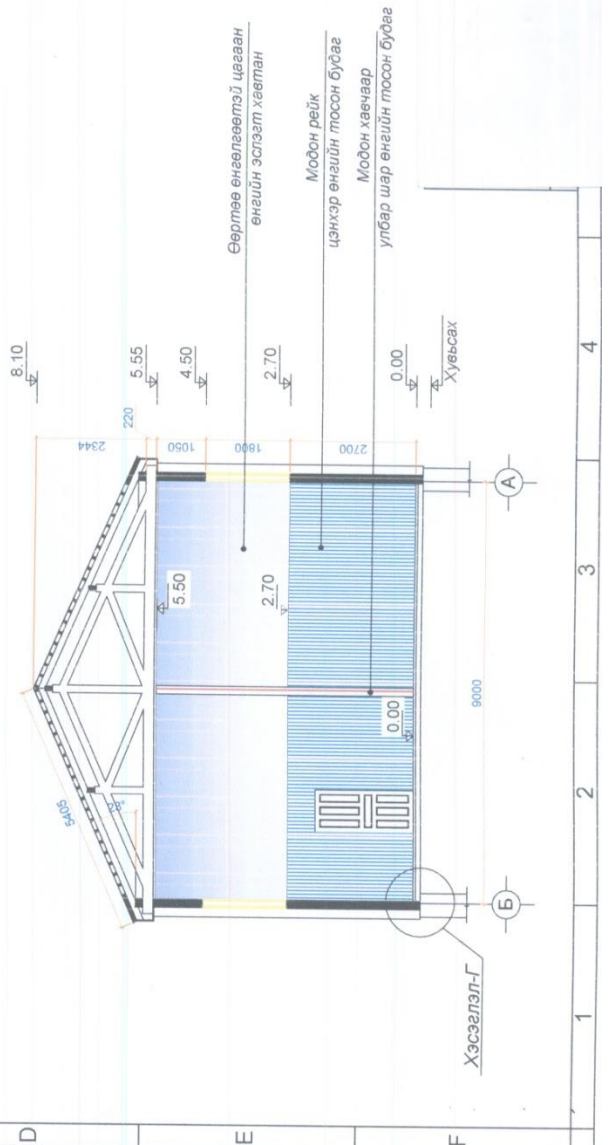 8.10
5.55
4.50
2.70
0.00
Хувьсах
220
2344
1050
1800
2700
Өөртөө өнгөлгөөтэй цагаан
өнгийн эслэгт хавтан
Модон рейк
цэнхэр өнгийн тосон будаг
Модон хавчаар
улбар шар өнгийн тосон будаг
5405
23°
5.50
2.70
0.00
9000
Б
А
Хэсэглэл-Г
D
E
F
1
2
3
4